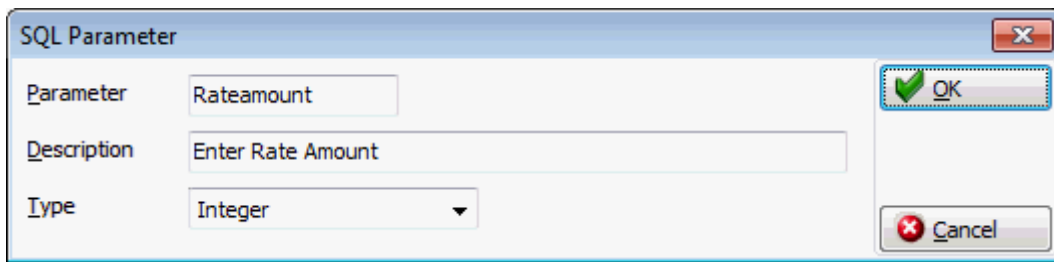 SQL Parameter
Parameter Rateamount
OK
Description Enter Rate Amount
Type Integer
Cancel